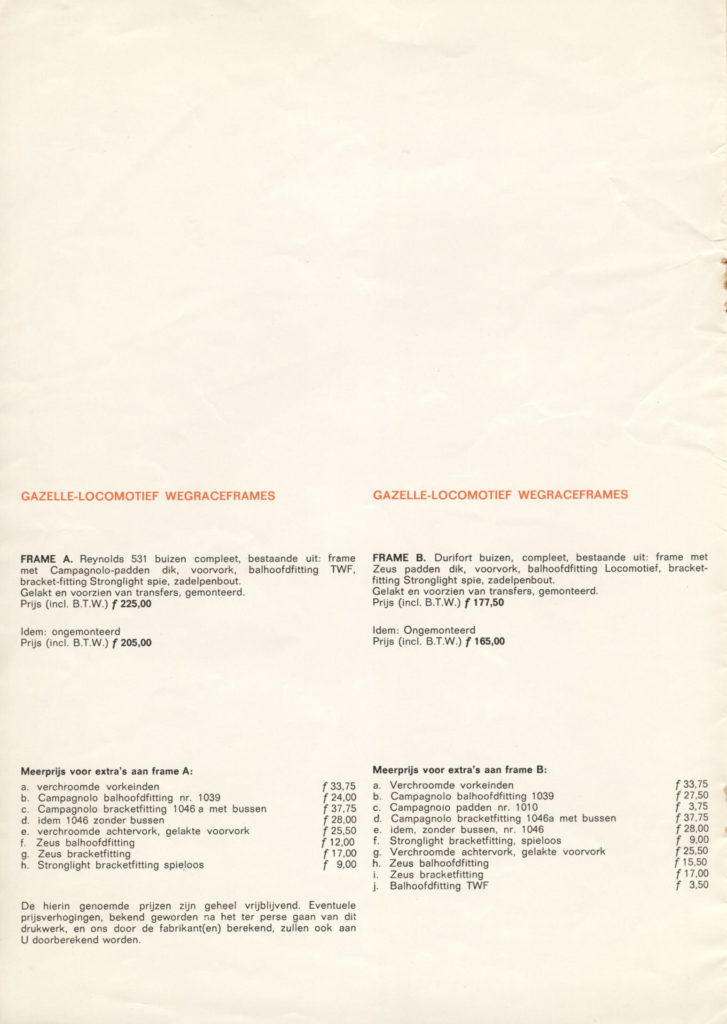 GAZELLE-LOCOMOTIEF WEGRACEFRAMES
FRAME A. Reynolds 531 buizen compleet, bestaande uit: frame
met Campagnolo-padden dik, voorvork, balhoofdfitting TWF,
bracket-fitting Stronglight spie, zadelpenbout.
Gelakt en voorzien van transfers, gemonteerd.
Prijs (incl. B.T.W.) ƒ 225,00
Idem: ongemonteerd
Prijs (incl. B.T.W.) ƒ 205,00
Meerprijs voor extra's aan frame A:
a. verchroomde vorkeinden ƒ 33,75
b. Campagnolo balhoofdfitting nr. 1039 ƒ 24,00
c. Campagnolo bracketfitting 1046 a met bussen ƒ 37,75
d. idem 1046 zonder bussen ƒ 28,00
e. verchroomde achtervork, gelakte voorvork ƒ 25,50
f. Zeus balhoofdfitting ƒ 12,00
g. Zeus bracketfitting ƒ 17,00
h. Stronglight bracketfitting spieloos ƒ 9,00
De hierin genoemde prijzen zijn geheel vrijblijvend. Eventuele
prijsverhogingen, bekend geworden na het ter perse gaan van dit
drukwerk, en ons door de fabrikant(en) berekend, zullen ook aan
U doorberekend worden.
GAZELLE-LOCOMOTIEF WEGRACEFRAMES
FRAME B. Durifort buizen, compleet, bestaande uit: frame met
Zeus padden dik, voorvork, balhoofdfitting Locomotief, bracket-
fitting Stronglight spie, zadelpenbout.
Gelakt en voorzien van transfers, gemonteerd.
Prijs (incl. B.T.W.) ƒ 177,50
Idem: Ongemonteerd
Prijs (incl. B.T.W.) ƒ 165,00
Meerprijs voor extra's aan frame B:
a. Verchroomde vorkeinden ƒ 33,75
b. Campagnolo balhoofdfitting 1039 ƒ 27,50
c. Campagnolo padden nr. 1010 ƒ 3,75
d. Campagnolo bracketfitting 1046a met bussen ƒ 37,75
e. idem, zonder bussen, nr. 1046 ƒ 28,00
f. Stronglight bracketfitting, spieloos ƒ 9,00
g. Verchroomde achtervork, gelakte voorvork ƒ 25,50
h. Zeus balhoofdfitting ƒ 15,50
i. Zeus bracketfitting ƒ 17,00
j. Balhoofdfitting TWF ƒ 3,50